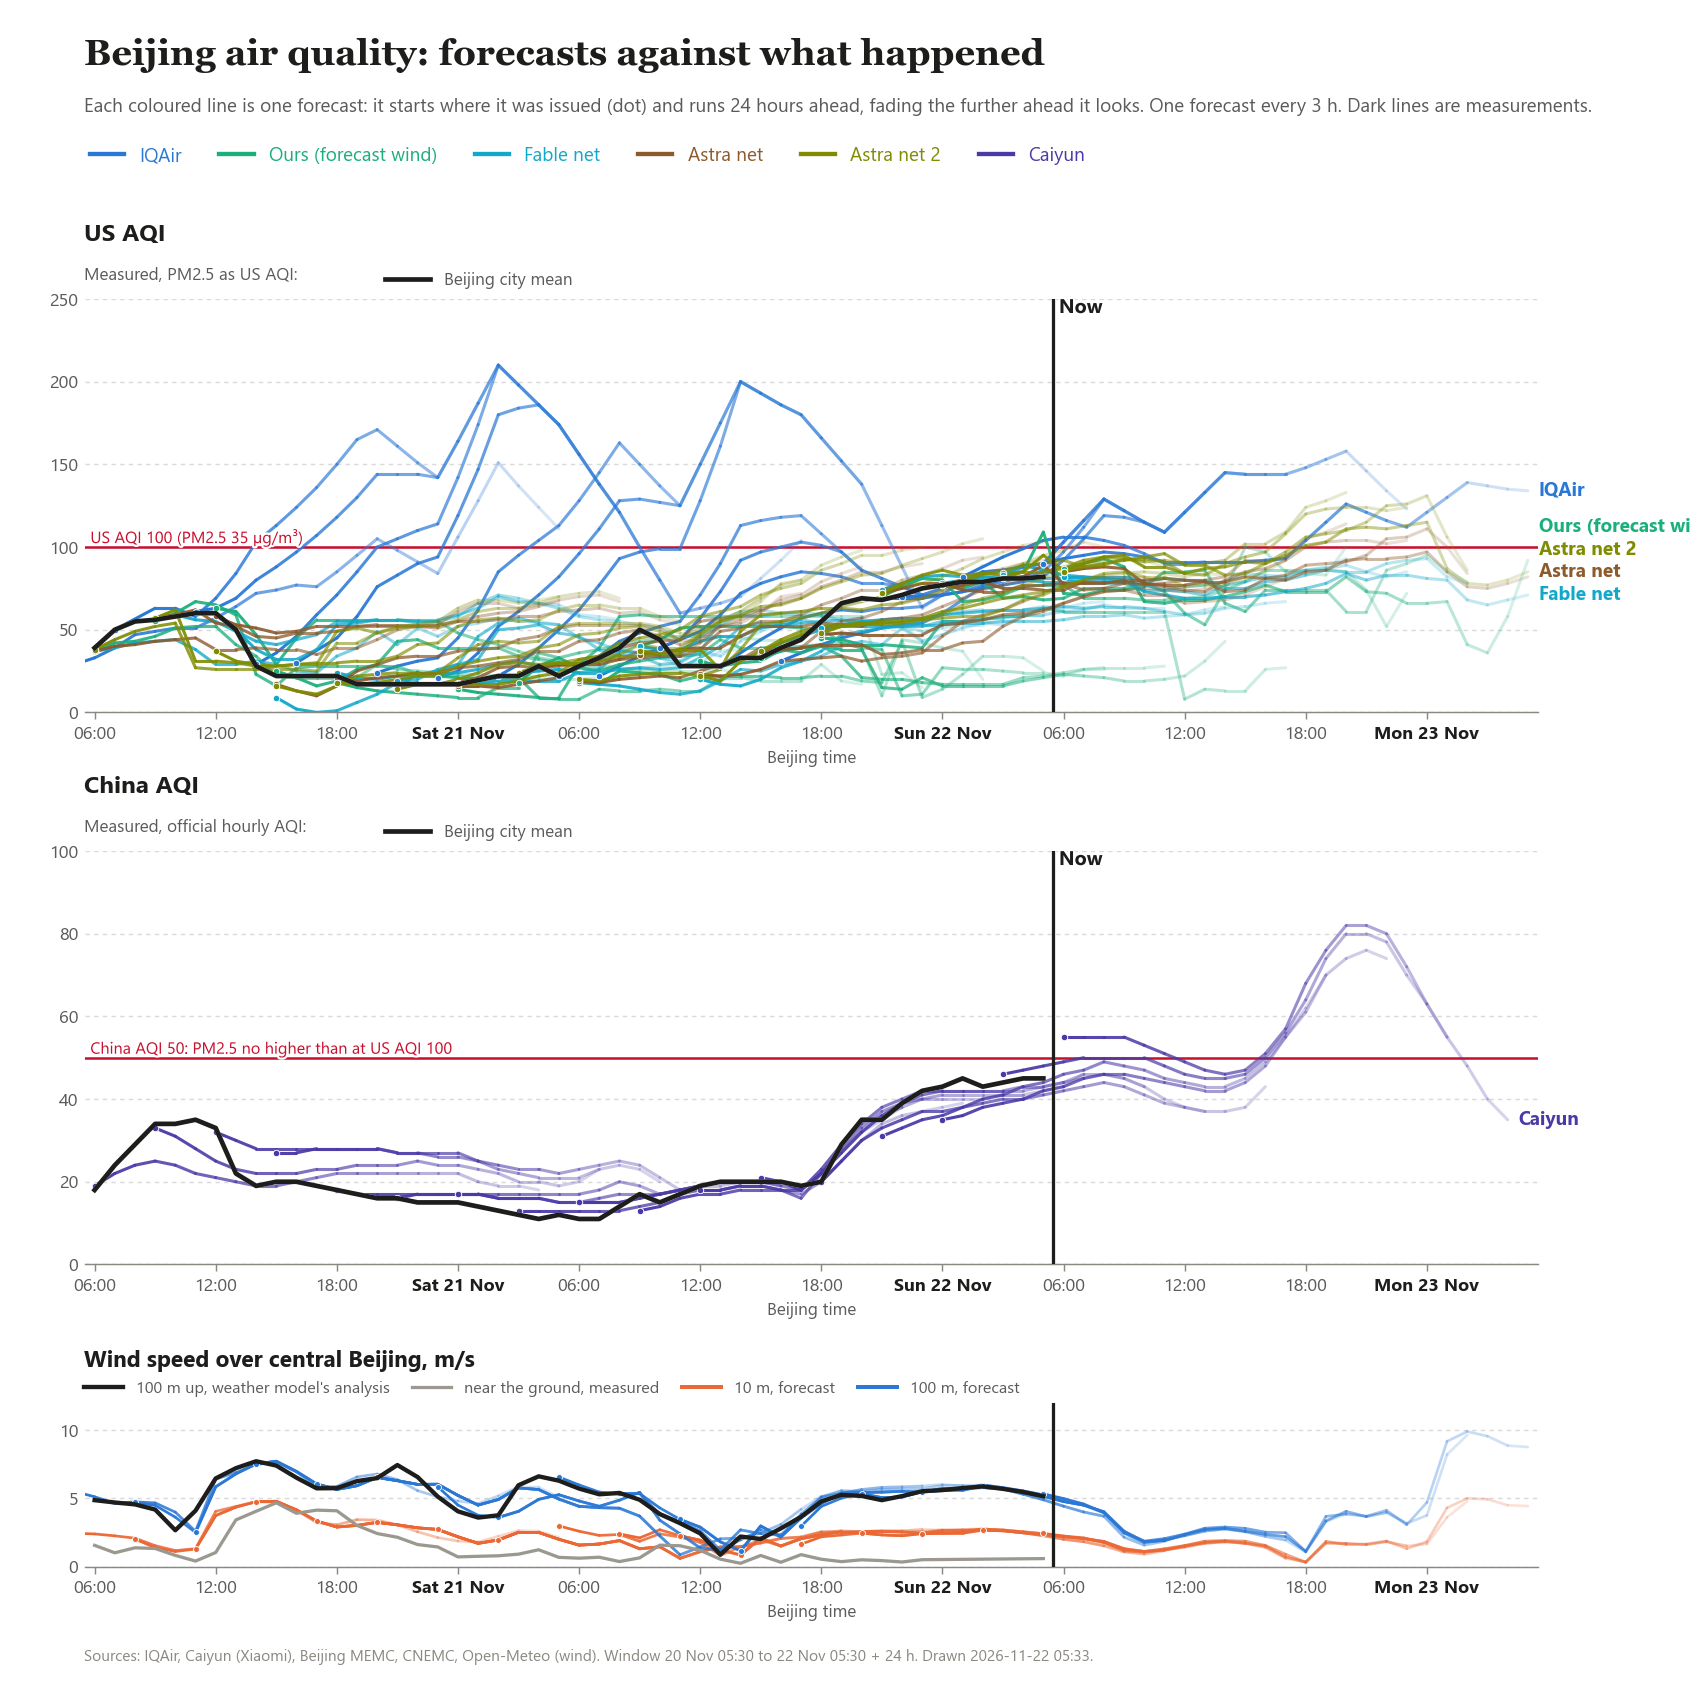 Beijing air quality: forecasts against what happened
Each coloured line is one forecast: it starts where it was issued (dot) and runs 24 hours ahead, fading the further ahead it looks. One forecast every 3 h. Dark lines are measurements.
IQAir Ours (forecast wind) Fable net Astra net Astra net 2 Caiyun
US AQI
Measured, PM2.5 as US AQI: Beijing city mean
250
Now
200
150
IQAir
Ours (forecast wi
US AQI 100 (PM2.5 35 µg/m³)
100
Astra net 2
Astra net
Fable net
50
0
06:00 12:00 18:00 Sat 21 Nov 06:00 12:00 18:00 Sun 22 Nov 06:00 12:00 18:00 Mon 23 Nov
Beijing time
China AQI
Measured, official hourly AQI: Beijing city mean
100
Now
80
60
China AQI 50: PM2.5 no higher than at US AQI 100
40
Caiyun
20
0
06:00 12:00 18:00 Sat 21 Nov 06:00 12:00 18:00 Sun 22 Nov 06:00 12:00 18:00 Mon 23 Nov
Beijing time
Wind speed over central Beijing, m/s
100 m up, weather model's analysis near the ground, measured 10 m, forecast 100 m, forecast
10
5
0
06:00 12:00 18:00 Sat 21 Nov 06:00 12:00 18:00 Sun 22 Nov 06:00 12:00 18:00 Mon 23 Nov
Beijing time
Sources: IQAir, Caiyun (Xiaomi), Beijing MEMC, CNEMC, Open-Meteo (wind). Window 20 Nov 05:30 to 22 Nov 05:30 + 24 h. Drawn 2026-11-22 05:33.